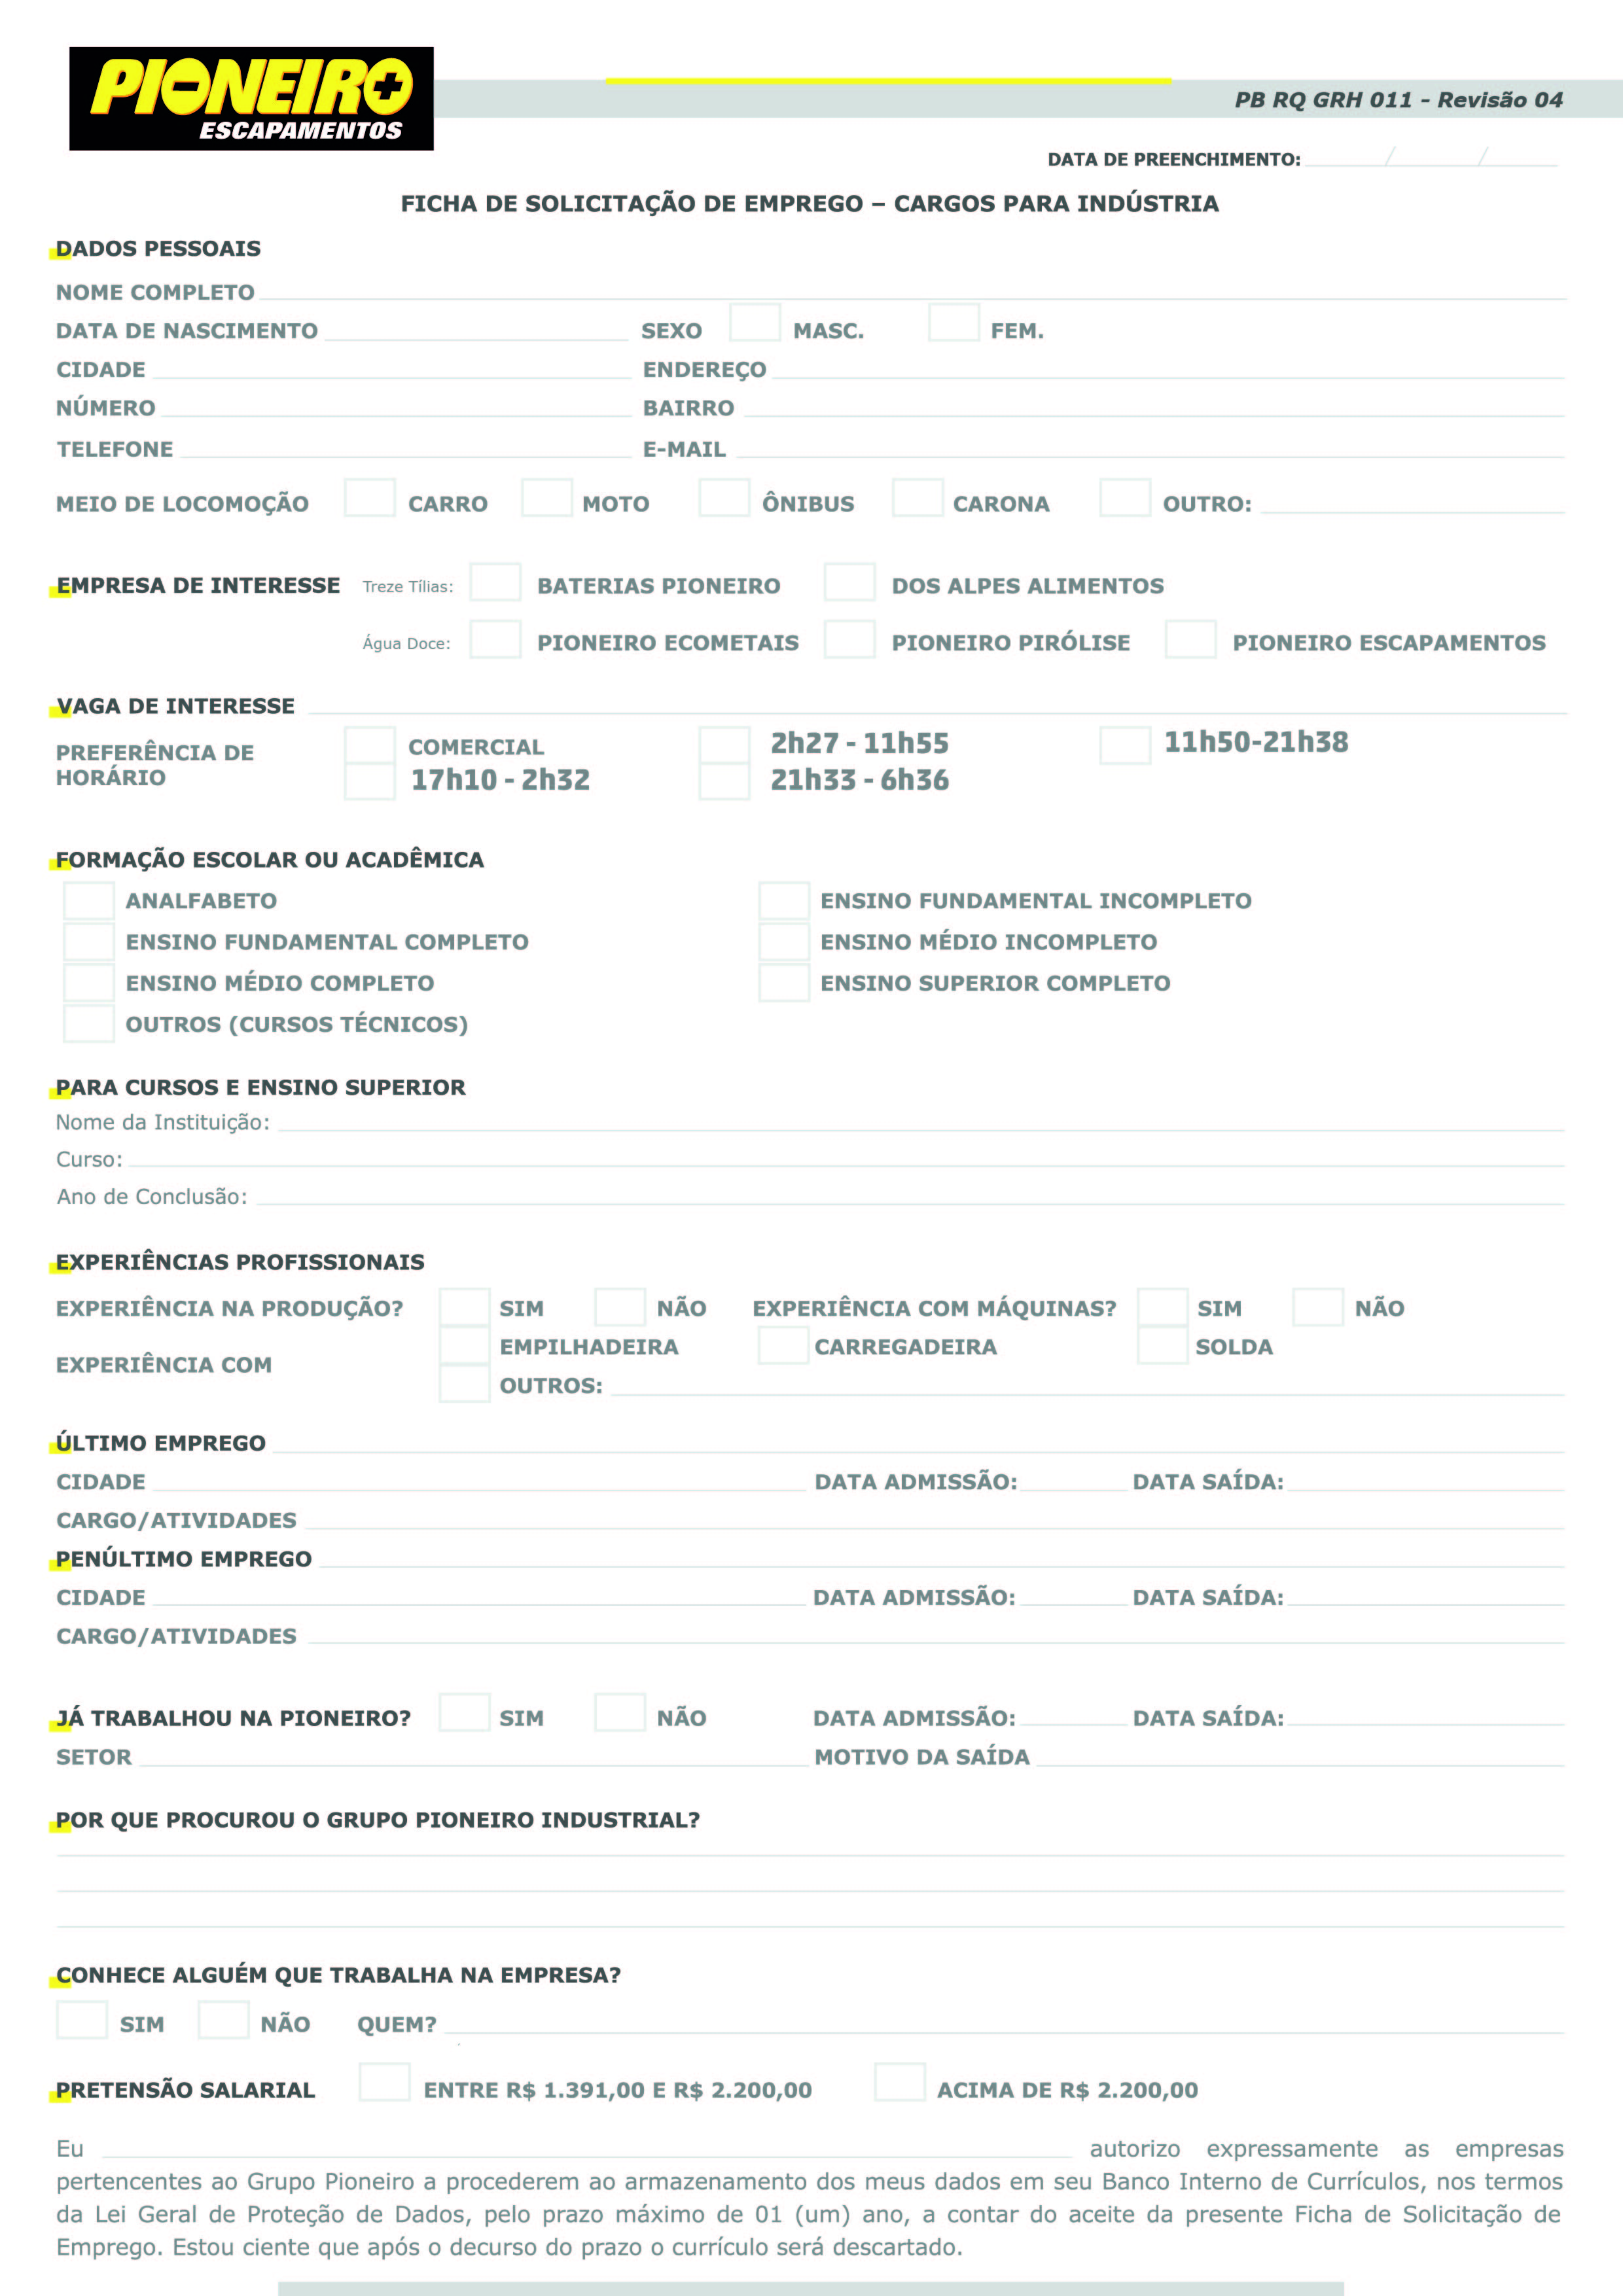 PIONEIRO
ESCAPAMENTOS
PB RQ GRH 011 - Revisão 04
DATA DE PREENCHIMENTO: / /
FICHA DE SOLICITAÇÃO DE EMPREGO – CARGOS PARA INDÚSTRIA
DADOS PESSOAIS
NOME COMPLETO
DATA DE NASCIMENTO SEXO MASC. FEM.
CIDADE ENDEREÇO
NÚMERO BAIRRO
TELEFONE E-MAIL
MEIO DE LOCOMOÇÃO CARRO MOTO ÔNIBUS CARONA OUTRO:
EMPRESA DE INTERESSE Treze Tílias: BATERIAS PIONEIRO DOS ALPES ALIMENTOS
Água Doce: PIONEIRO ECOMETAIS PIONEIRO PIRÓLISE PIONEIRO ESCAPAMENTOS
VAGA DE INTERESSE
PREFERÊNCIA DE HORÁRIO COMERCIAL 2h27 - 11h55 11h50-21h38
17h10 - 2h32 21h33 - 6h36
FORMAÇÃO ESCOLAR OU ACADÊMICA
ANALFABETO ENSINO FUNDAMENTAL INCOMPLETO
ENSINO FUNDAMENTAL COMPLETO ENSINO MÉDIO INCOMPLETO
ENSINO MÉDIO COMPLETO ENSINO SUPERIOR COMPLETO
OUTROS (CURSOS TÉCNICOS)
PARA CURSOS E ENSINO SUPERIOR
Nome da Instituição:
Curso:
Ano de Conclusão:
EXPERIÊNCIAS PROFISSIONAIS
EXPERIÊNCIA NA PRODUÇÃO? SIM NÃO EXPERIÊNCIA COM MÁQUINAS? SIM NÃO
EXPERIÊNCIA COM EMPILHADEIRA CARREGADEIRA SOLDA
OUTROS:
ÚLTIMO EMPREGO
CIDADE DATA ADMISSÃO: DATA SAÍDA:
CARGO/ATIVIDADES
PENÚLTIMO EMPREGO
CIDADE DATA ADMISSÃO: DATA SAÍDA:
CARGO/ATIVIDADES
JÁ TRABALHOU NA PIONEIRO? SIM NÃO DATA ADMISSÃO: DATA SAÍDA:
SETOR MOTIVO DA SAÍDA
POR QUE PROCUROU O GRUPO PIONEIRO INDUSTRIAL?
CONHECE ALGUÉM QUE TRABALHA NA EMPRESA?
SIM NÃO QUEM?
PRETENSÃO SALARIAL ENTRE R$ 1.391,00 E R$ 2.200,00 ACIMA DE R$ 2.200,00
Eu autorizo expressamente as empresas
pertencentes ao Grupo Pioneiro a procederem ao armazenamento dos meus dados em seu Banco Interno de Currículos, nos termos
da Lei Geral de Proteção de Dados, pelo prazo máximo de 01 (um) ano, a contar do aceite da presente Ficha de Solicitação de
Emprego. Estou ciente que após o decurso do prazo o currículo será descartado.